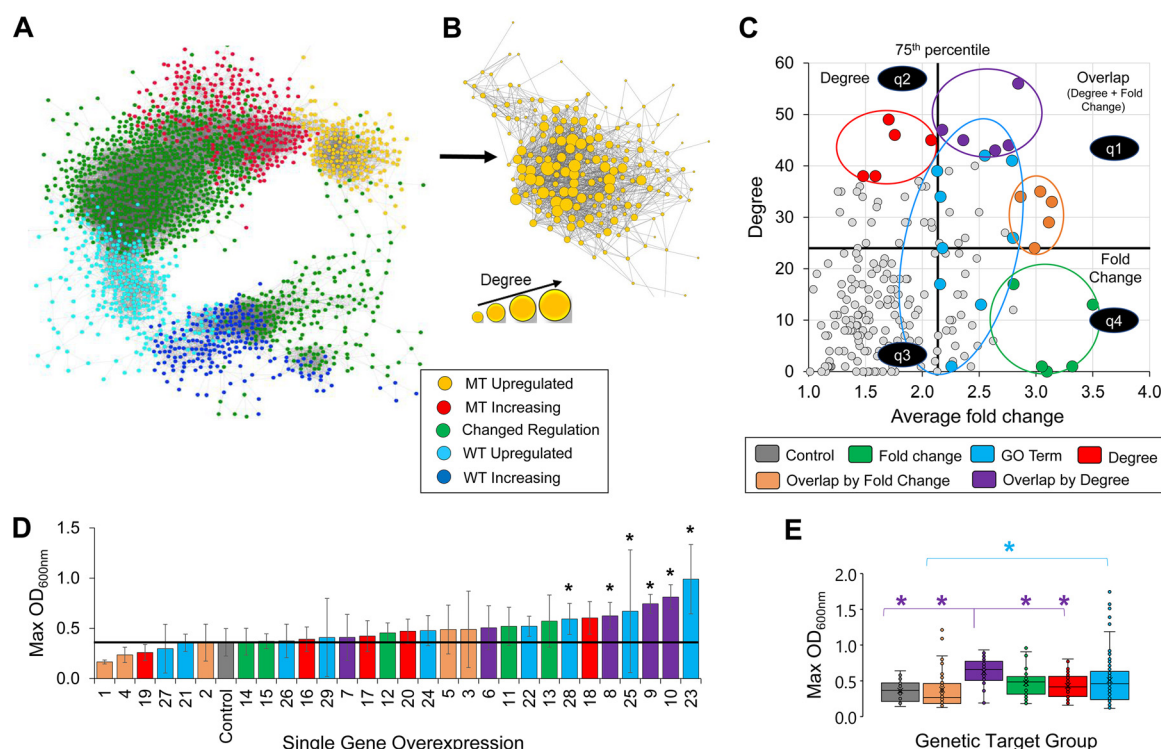 A
B
Degree
MT Upregulated
MT Increasing
Changed Regulation
WT Upregulated
WT Increasing
C
75th percentile
Degree
q2
Overlap
(Degree + Fold
Change)
q1
60
50
40
30
20
10
0
Degree
Fold
Change
q3
q4
1.0 1.5 2.0 2.5 3.0 3.5 4.0
Average fold change
Control Fold change GO Term Degree
Overlap by Fold Change Overlap by Degree
D
1.5
1.0
0.5
0.0
Max OD600nm
* * * * * *
1 4 19 27 21 2 Control 14 15 26 16 29 7 17 12 20 24 5 3 6 11 22 13 28 18 8 25 9 10 23
Single Gene Overexpression
E
*
2.0
1.5
1.0
0.5
0.0
* * * *
Max OD600nm
Genetic Target Group